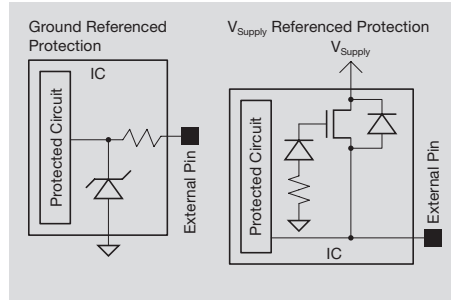 Ground Referenced
Protection
IC
Protected Circuit
External Pin
VSupply Referenced Protection
VSupply
Protected Circuit
External Pin
IC